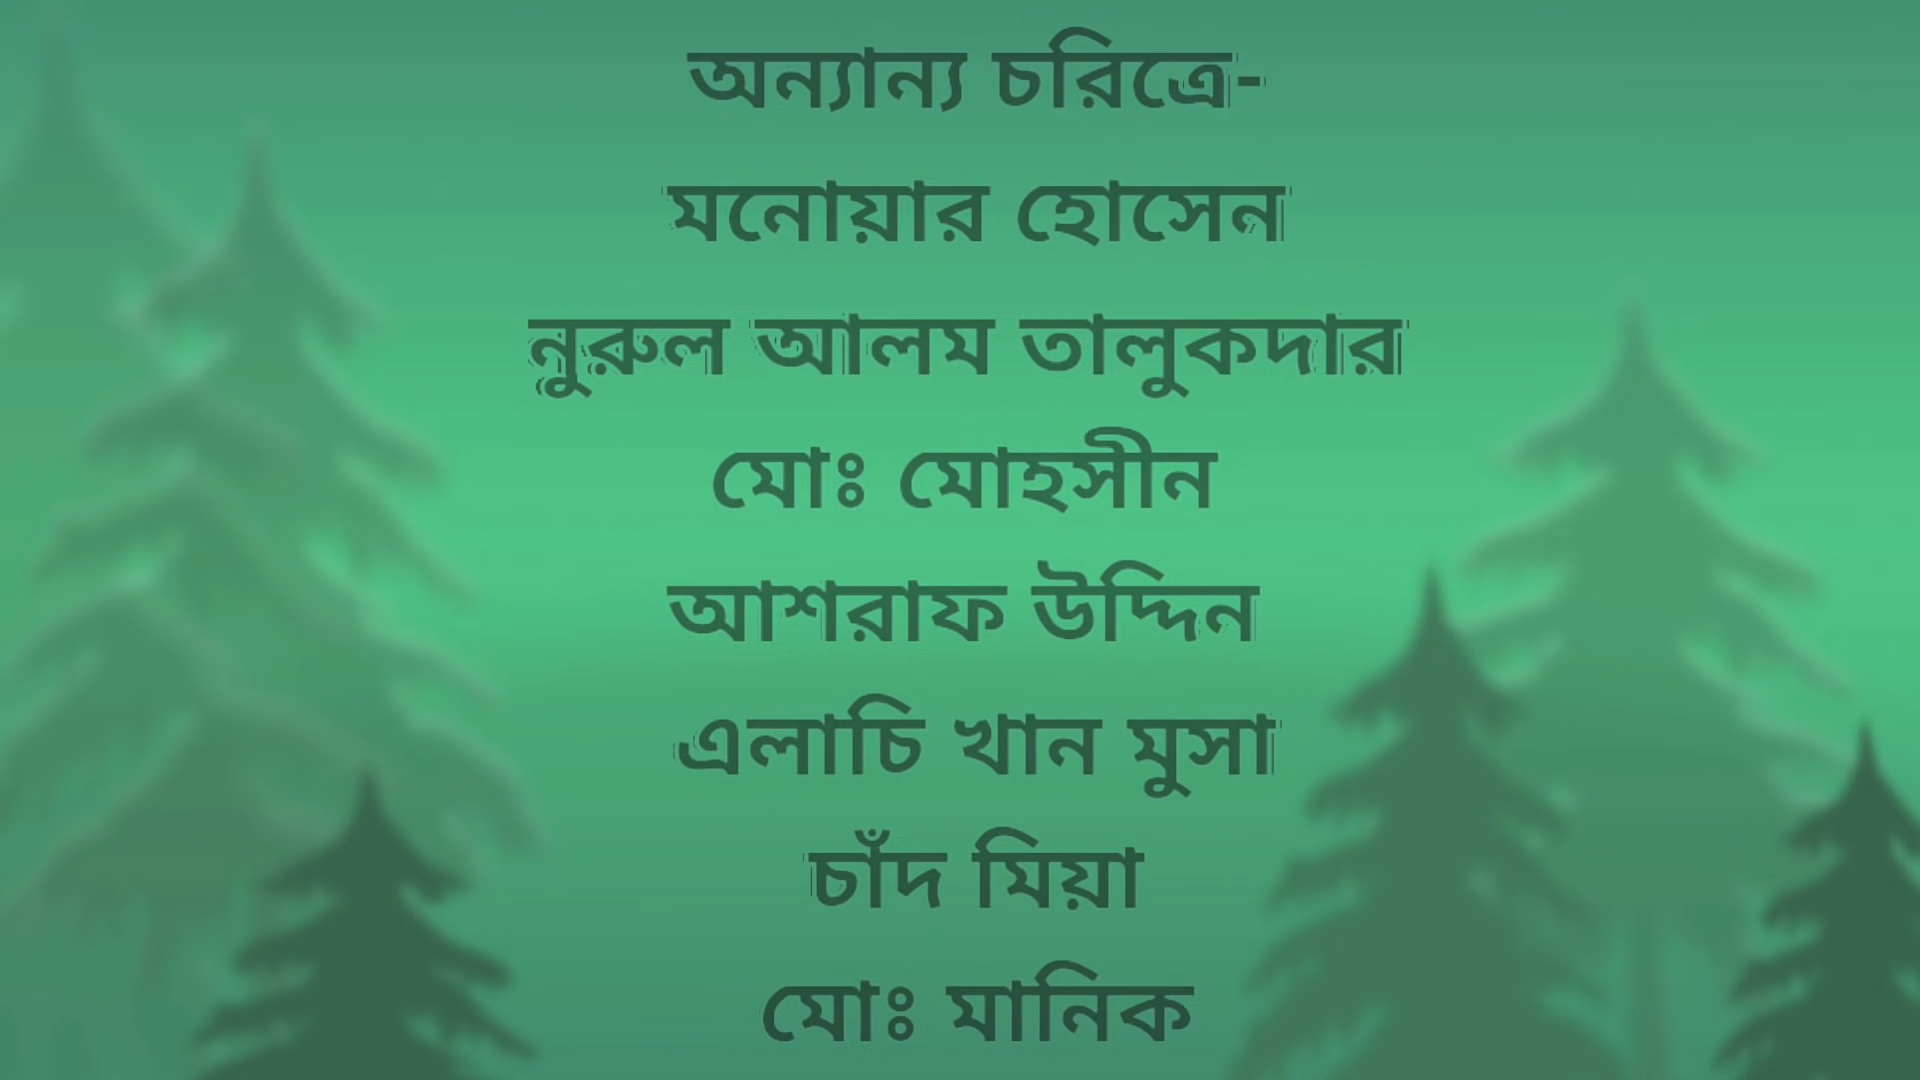 অন্যান্য চরিত্রে-
মনোয়ার হোসেন
নুরুল আলম তালুকদার
মোঃ মোহসীন
আশরাফ উদ্দিন
এলাচি খান মুসা
চাঁদ মিয়া
মোঃ মানিক